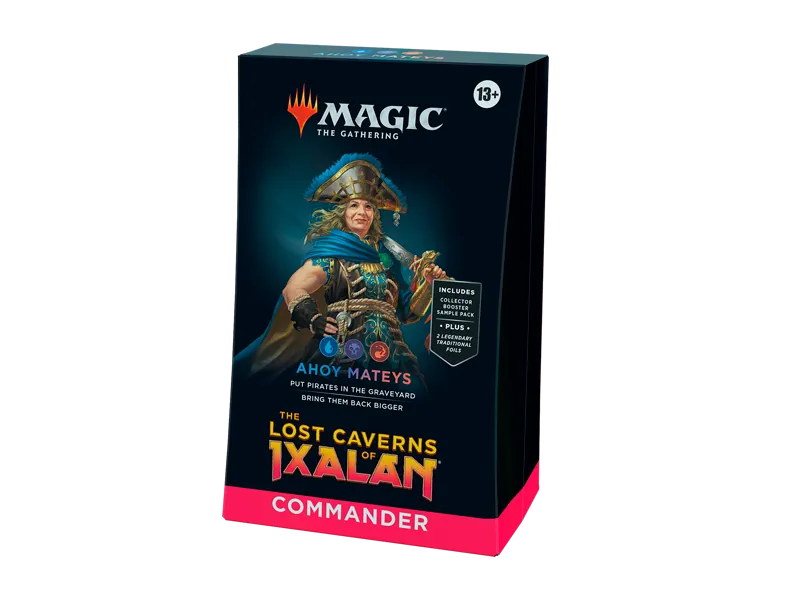 AHOY MATEYS
13+
MAGIC
THE GATHERING
INCLUDES
COLLECTOR
BOOSTER
SAMPLE PACK
• PLUS •
2 LEGENDARY
TRADITIONAL
FOILS
AHOY MATEYS
PUT PIRATES IN THE GRAVEYARD
BRING THEM BACK BIGGER
THE
LOST CAVERNS
OF
IXALAN
COMMANDER